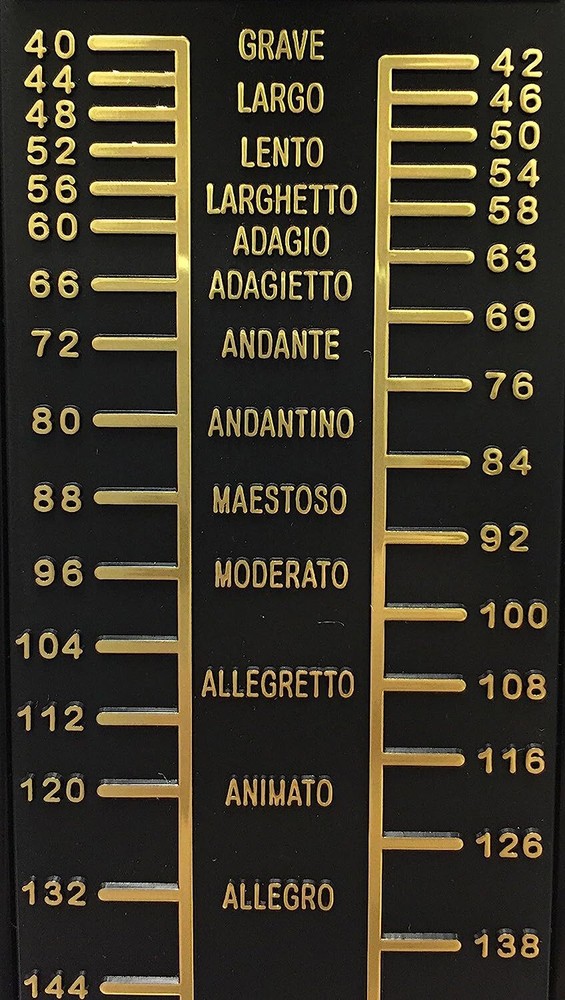 40 GRAVE
42
44
LARGO 46
48
50
52 LENTO
54
56 LARGHETTO
58
60
ADAGIO
63
66 ADAGIETTO
69
72 ANDANTE
76
80 ANDANTINO
84
88 MAESTOSO
92
96 MODERATO
100
104
ALLEGRETTO 108
112
116
120 ANIMATO
126
132 ALLEGRO
138
144